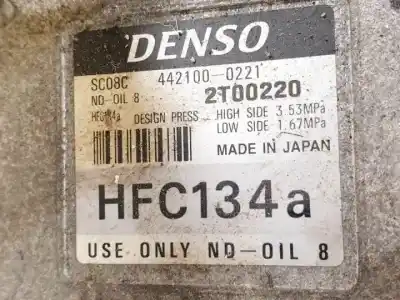 DENSO
SC08C 442100-0221
ND-OIL 8 2T00220
HFC134a DESIGN PRESS HIGH SIDE 3.53MPa
LOW SIDE 1.67MPa
MADE IN JAPAN
HFC134a
USE ONLY ND-OIL 8